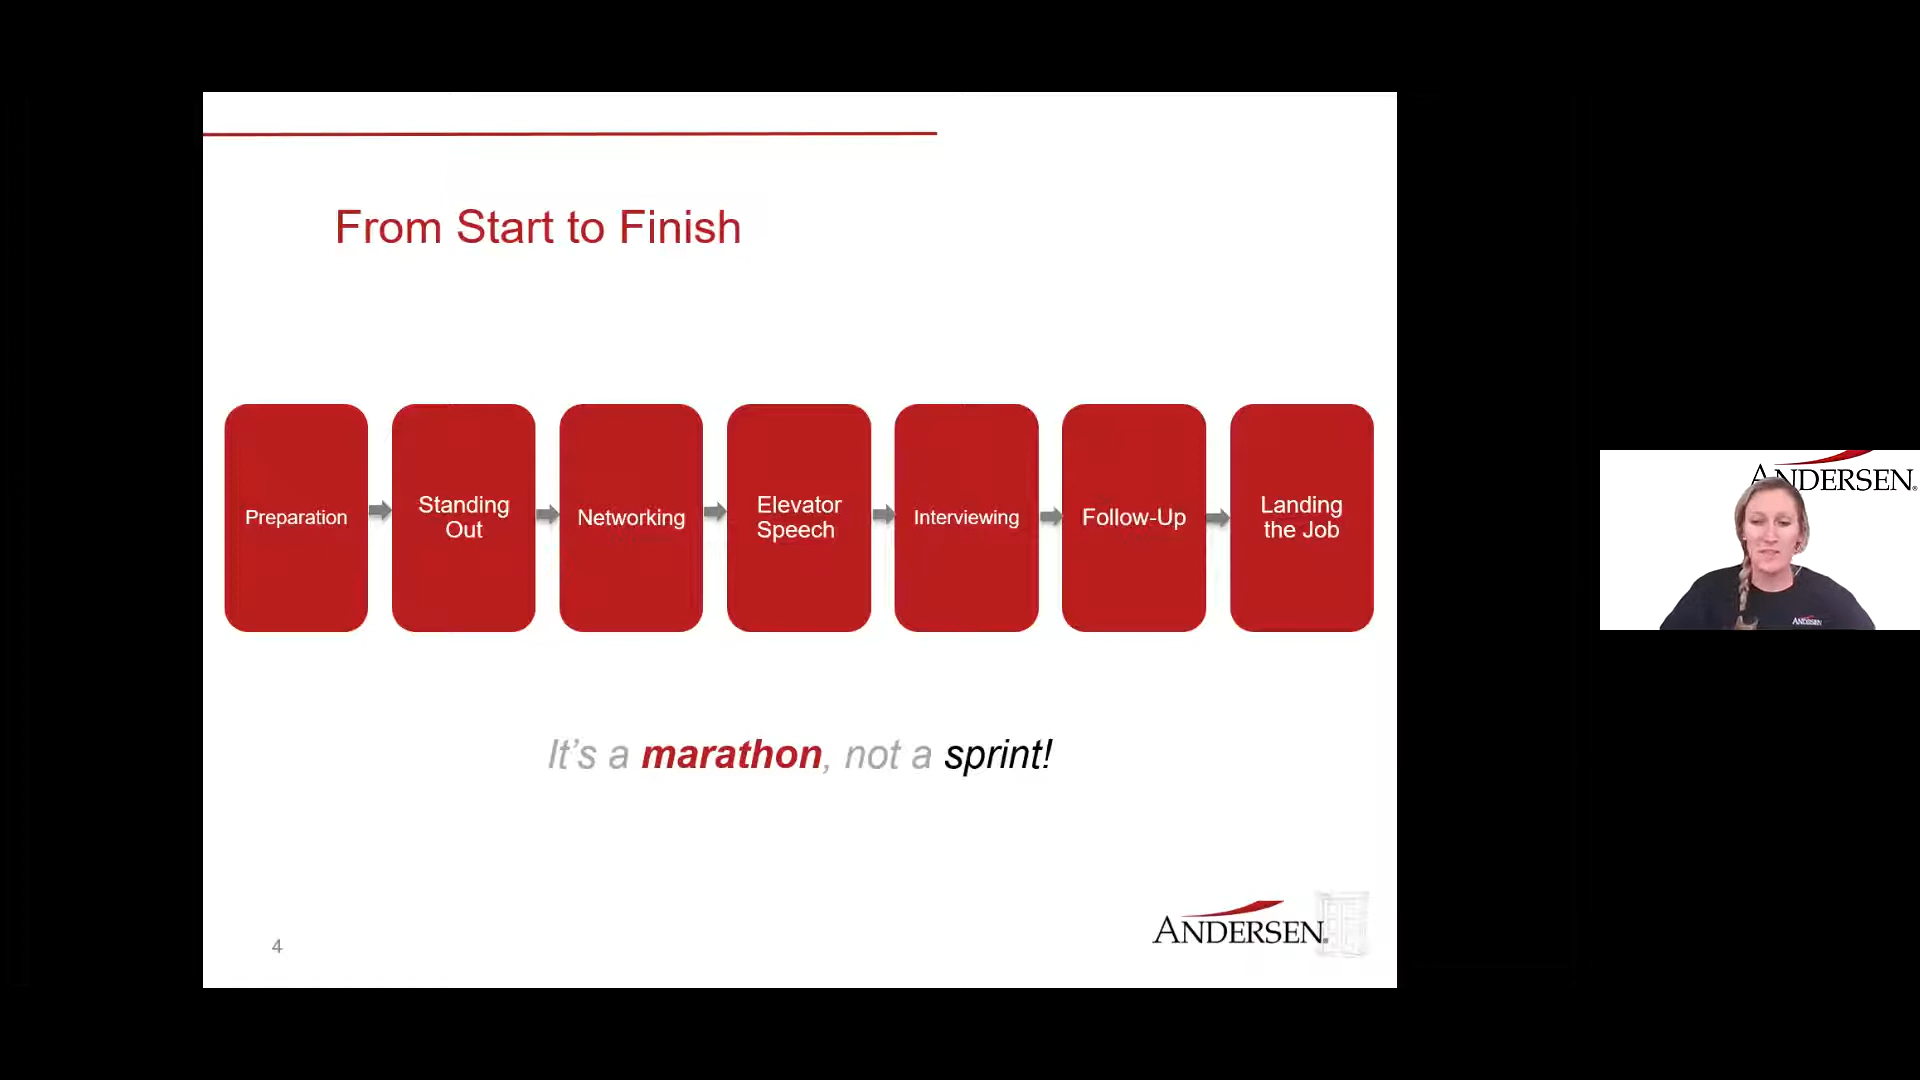 From Start to Finish
Preparation
Standing
Out
Networking
Elevator
Speech
Interviewing
Follow-Up
Landing
the Job
It's a marathon, not a sprint!
4
ANDERSEN®
ANDERSEN®
ANDERSEN